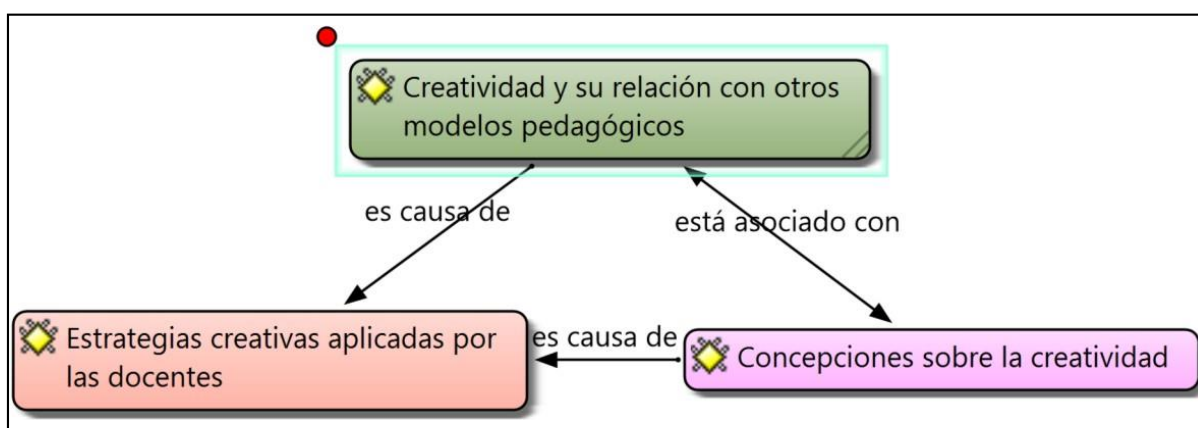 Creatividad y su relación con otros
modelos pedagógicos
es causa de
está asociado con
Estrategias creativas aplicadas por
las docentes
es causa de
Concepciones sobre la creatividad